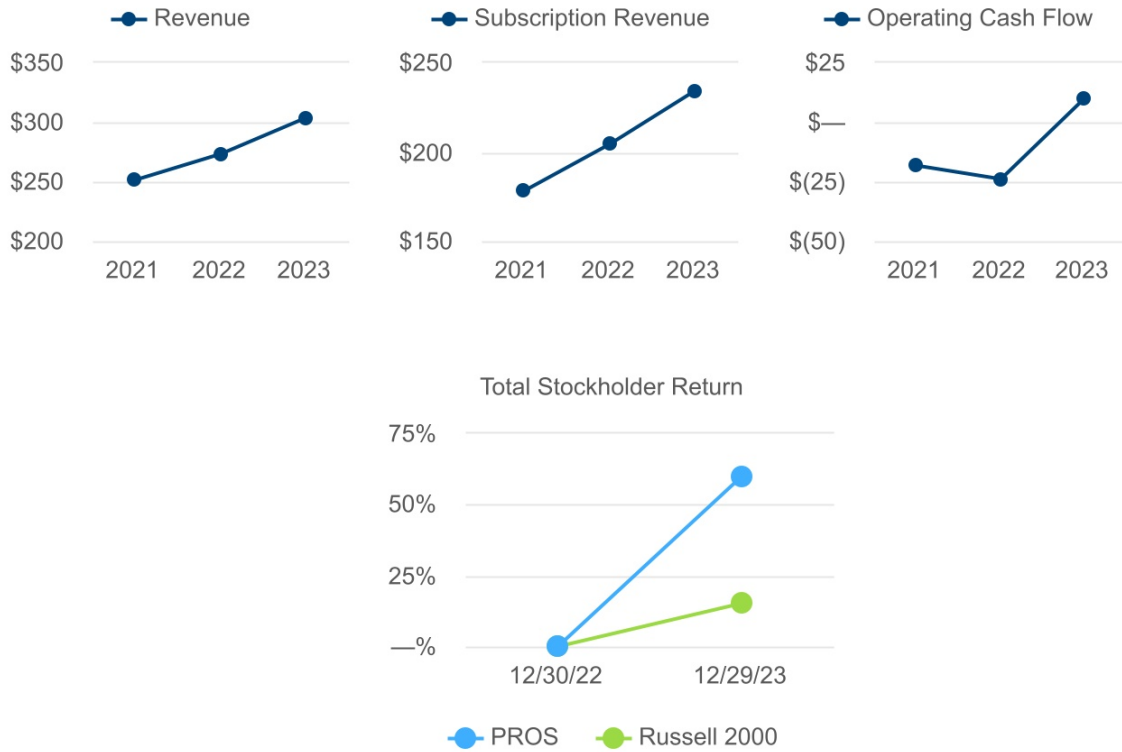 Revenue
$350
$300
$250
$200
2021 2022 2023
Subscription Revenue
$250
$200
$150
2021 2022 2023
Operating Cash Flow
$25
$—
$(25)
$(50)
2021 2022 2023
Total Stockholder Return
75%
50%
25%
—%
12/30/22 12/29/23
PROS Russell 2000